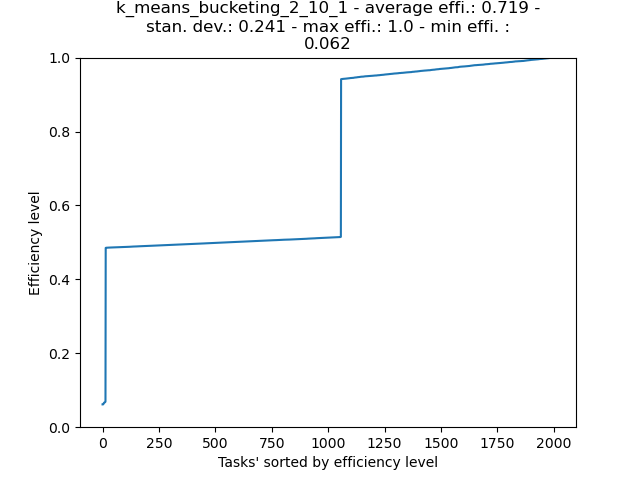 k_means_bucketing_2_10_1 - average effi.: 0.719 -
stan. dev.: 0.241 - max effi.: 1.0 - min effi. :
0.062
1.0
0.8
0.6
0.4
0.2
0.0
Efficiency level
0 250 500 750 1000 1250 1500 1750 2000
Tasks' sorted by efficiency level